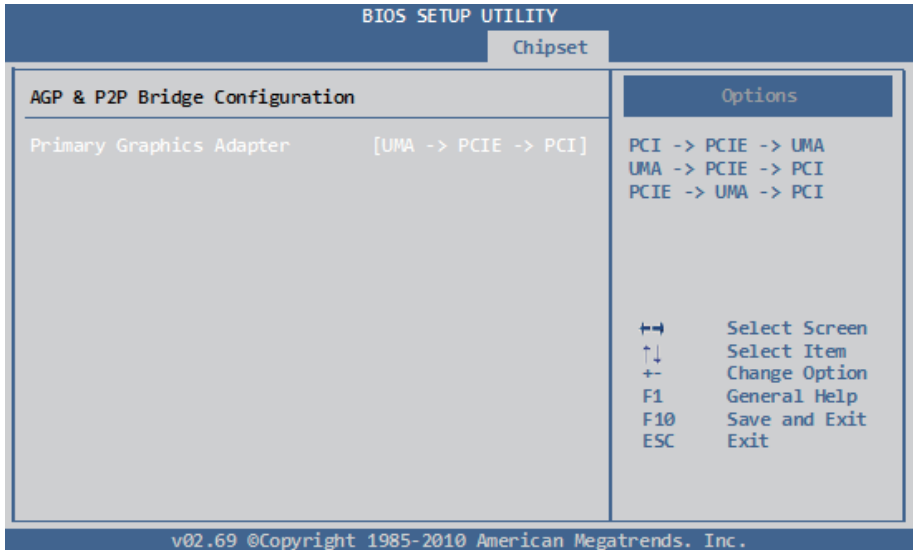 BIOS SETUP UTILITY
Chipset
AGP & P2P Bridge Configuration
Primary Graphics Adapter [UMA -> PCIE -> PCI]
Options
PCI -> PCIE -> UMA
UMA -> PCIE -> PCI
PCIE -> UMA -> PCI
←→ Select Screen
↑↓ Select Item
+- Change Option
F1 General Help
F10 Save and Exit
ESC Exit
v02.69 ©Copyright 1985-2010 American Megatrends. Inc.